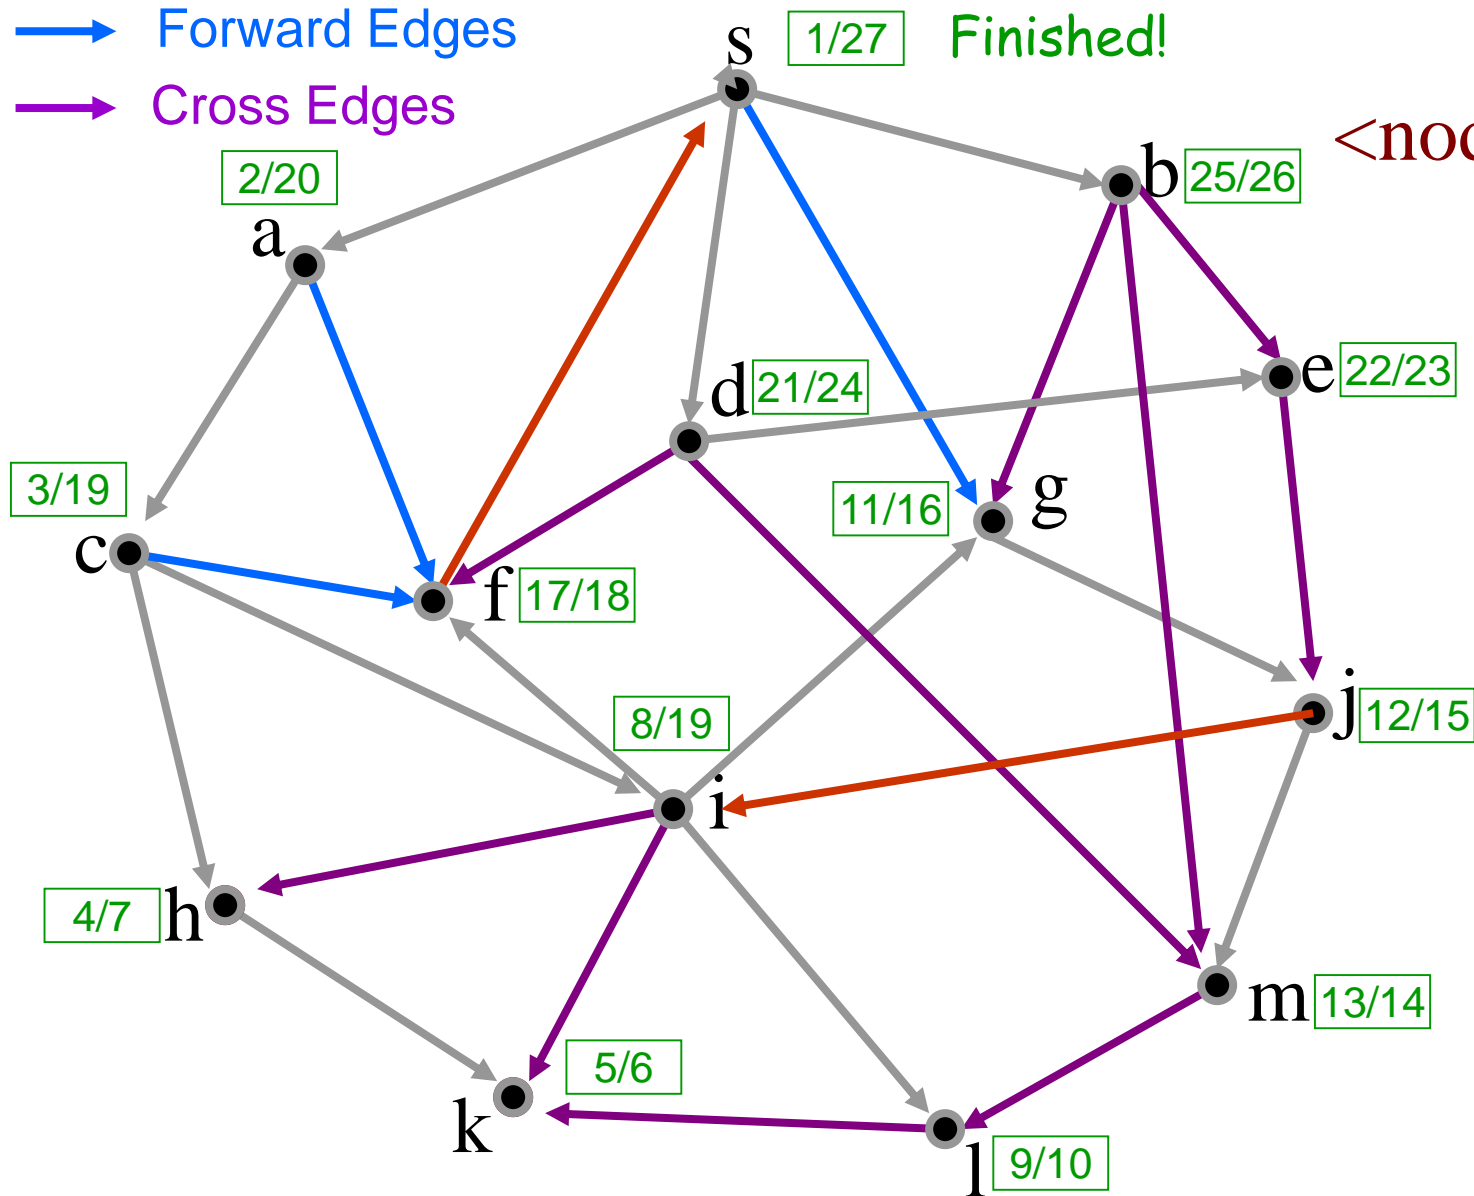 Forward Edges
Cross Edges
s
1/27
Finished!
b
25/26
2/20
a
d
21/24
e
22/23
3/19
c
f
17/18
11/16
g
8/19
i
j
12/15
4/7
h
m
13/14
5/6
k
l
9/10